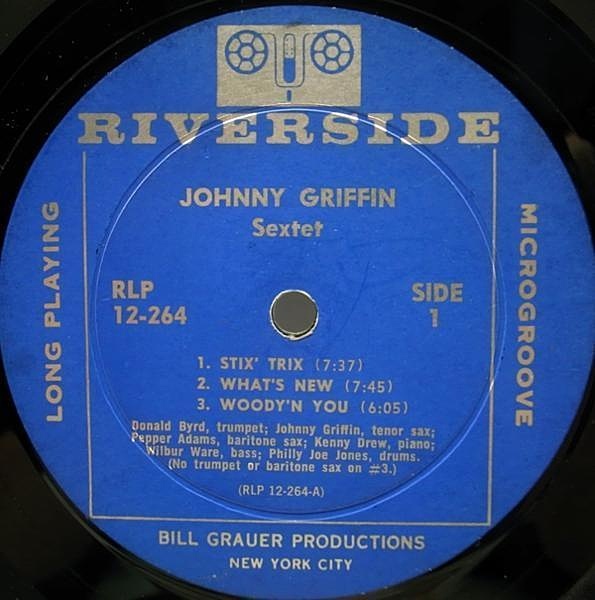 RIVERSIDE
JOHNNY GRIFFIN
Sextet
LONG PLAYING
MICROGROOVE
RLP
12-264
SIDE
1
1. STIX' TRIX (7:37)
2. WHAT'S NEW (7:45)
3. WOODY'N YOU (6:05)
Donald Byrd, trumpet; Johnny Griffin, tenor sax;
Pepper Adams, baritone sax; Kenny Drew, piano;
Wilbur Ware, bass; Philly Joe Jones, drums.
(No trumpet or baritone sax on #3.)
(RLP 12-264-A)
BILL GRAUER PRODUCTIONS
NEW YORK CITY